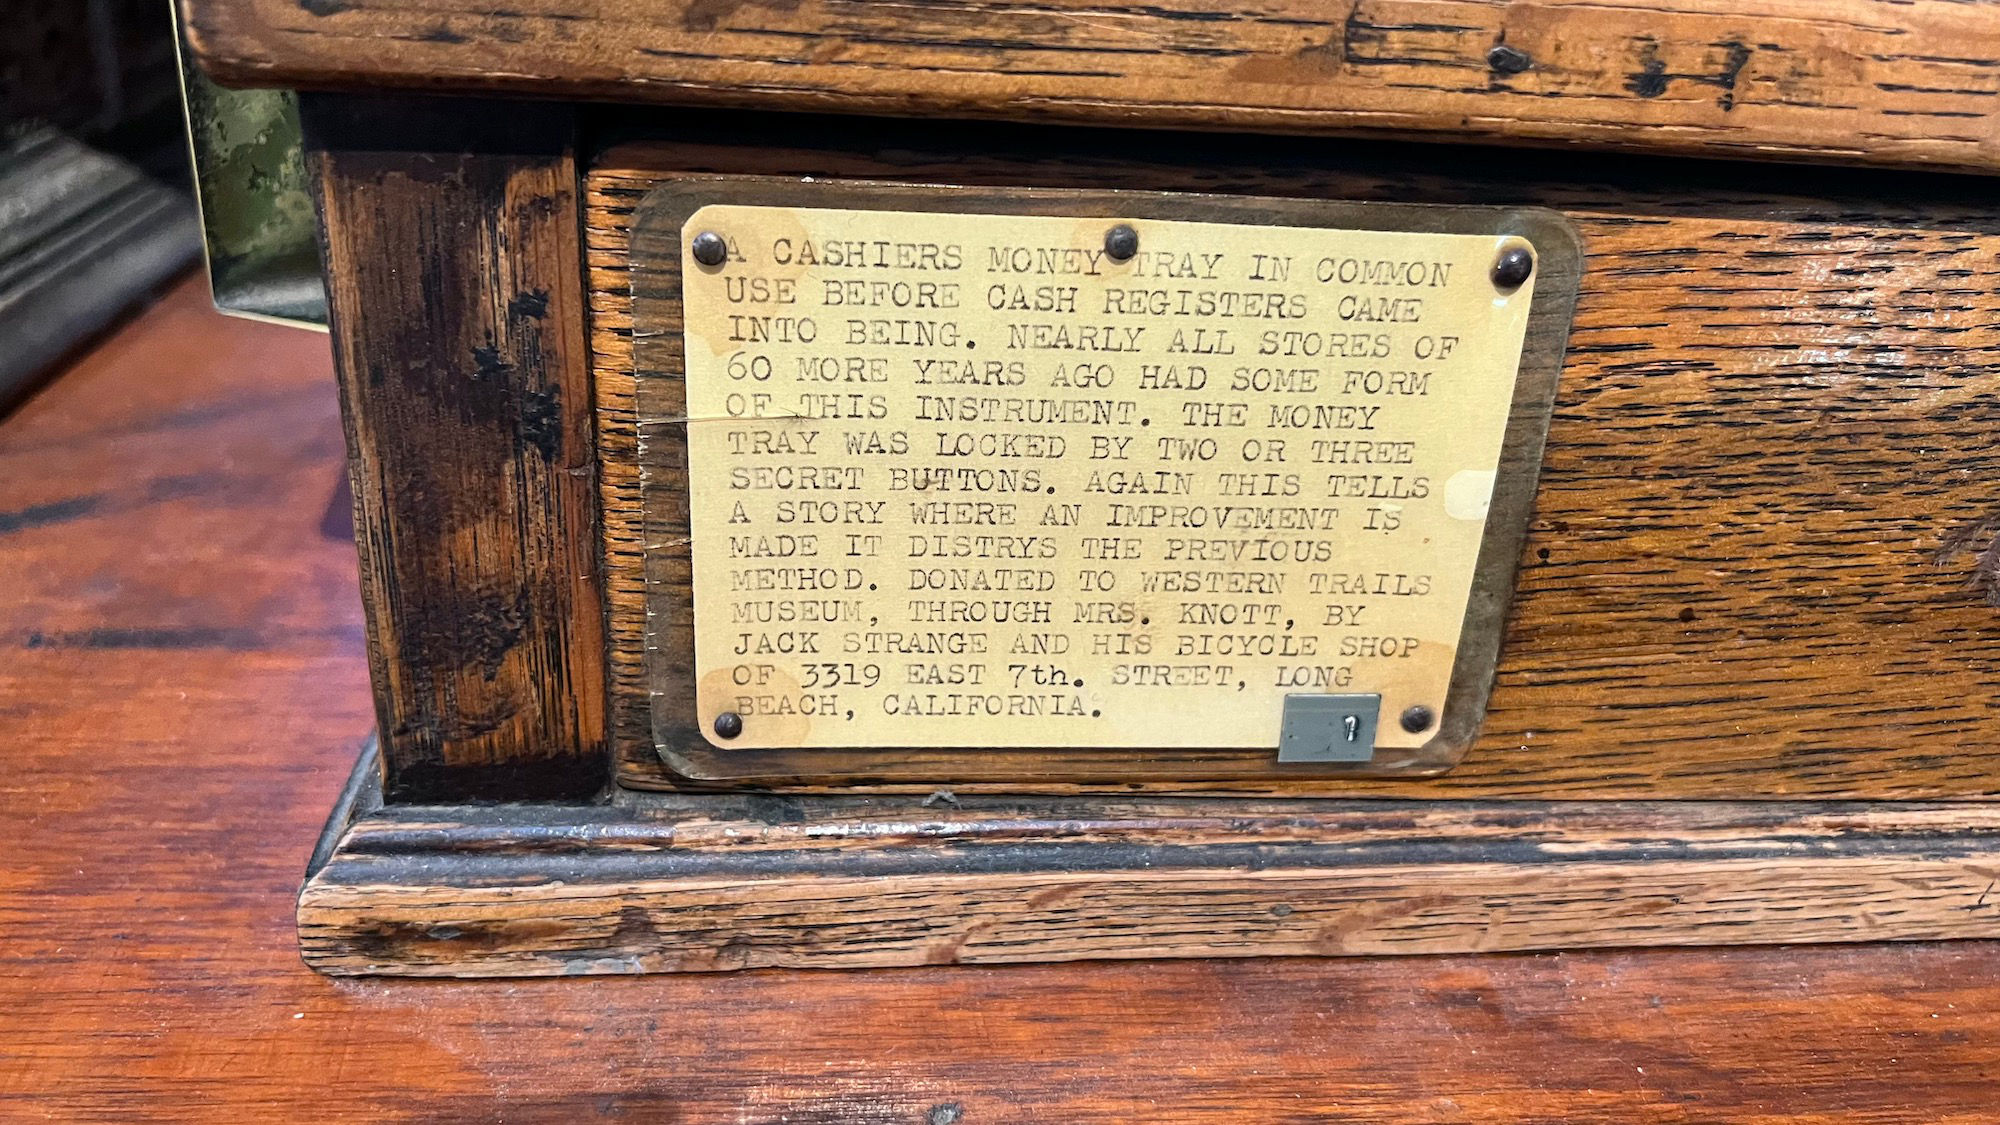 A CASHIERS MONEY TRAY IN COMMON
USE BEFORE CASH REGISTERS CAME
INTO BEING. NEARLY ALL STORES OF
60 MORE YEARS AGO HAD SOME FORM
OF THIS INSTRUMENT. THE MONEY
TRAY WAS LOCKED BY TWO OR THREE
SECRET BUTTONS. AGAIN THIS TELLS
A STORY WHERE AN IMPROVEMENT IS
MADE IT DISTRYS THE PREVIOUS
METHOD. DONATED TO WESTERN TRAILS
MUSEUM, THROUGH MRS. KNOTT, BY
JACK STRANGE AND HIS BICYCLE SHOP
OF 3319 EAST 7th. STREET, LONG
BEACH, CALIFORNIA.